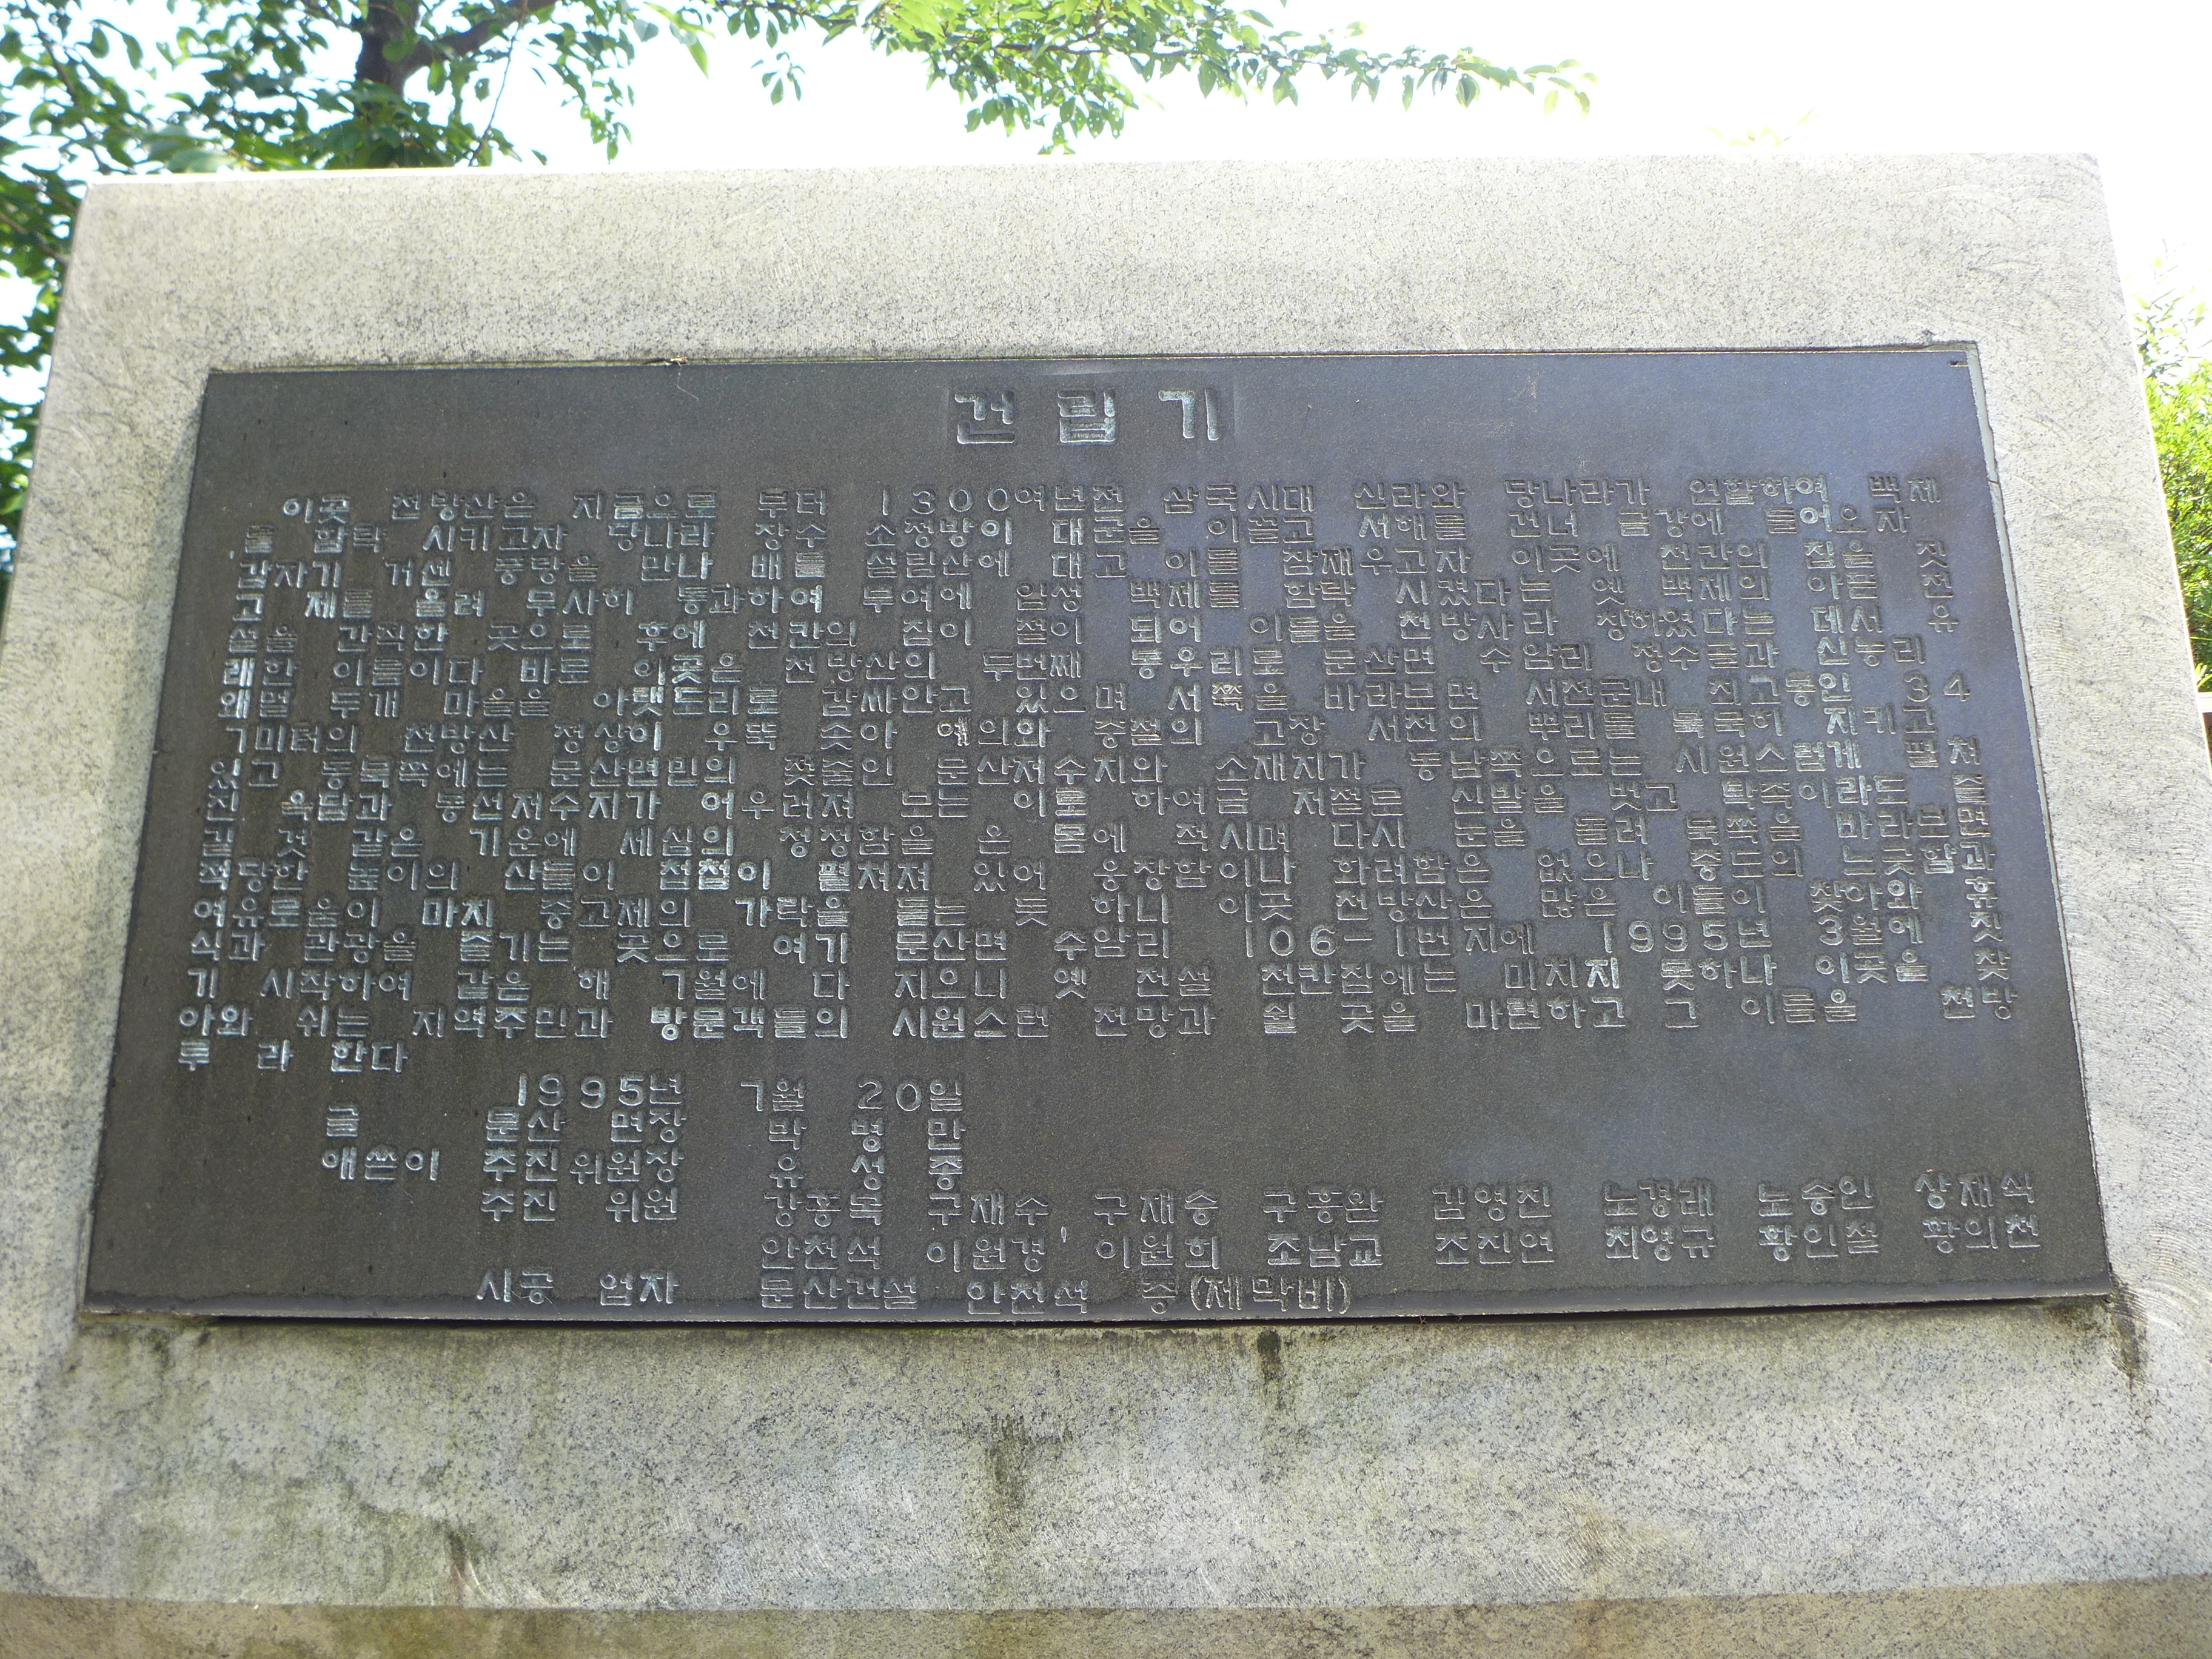 건립기
이곳 천방산은 지금으로 부터 1300여년전 삼국시대 신라와 당나라가 연합하여 백제
를 함락 시키고자 당나라 장수 소정방이 대군을 이끌고 서해를 건너 금강에 들어오자
갑자기 거센 풍랑을 만나 배를 설림산에 대고 이를 잠재우고자 이곳에 천칸의 집을 짓
고 제를 올려 무사히 통과하여 부여에 입성 백제를 함락 시켰다는 옛 백제의 아픈 전
설을 간직한 곳으로 후에 천칸의 집이 절이 되어 이름을 천방사라 칭하였다는 데서 유
래한 이름이다 바로 이곳은 천방산의 두번째 봉우리로 문산면 수암리 정수글과 신농리
왜멀 두개 마을을 아랫도리로 감싸안고 있으며 서쪽을 바라보면 서천군내 최고봉인 34
7미터의 천방산 정상이 우뚝 솟아 예의와 충절의 고장 서천의 뿌리를 묵묵히 지키고
있고 동북쪽에는 문산면민의 젖줄인 문산저수지와 소재지가 동남쪽으로는 시원스럽게 펼쳐
진 옥답과 동선저수지가 어우러져 보는 이로 하여금 저절로 신발을 벗고 탁족이라도 즐
길 것 같은 기운에 세심의 청정함을 온 몸에 적시며 다시 눈을 돌려 북쪽을 바라보면
적당한 높이의 산들이 첩첩이 펼쳐져 있어 웅장함이나 화려함은 없으나 중도의 느긋함과
여유로움이 마치 중고제의 가락을 듣는 듯 하니 이곳 천방산은 많은 이들이 찾아와 휴
식과 관광을 즐기는 곳으로 여기 문산면 수암리 106-1번지에 1995년 3월에 짓
기 시작하여 같은 해 7월에 다 지으니 옛 전설 천칸집에는 미치지 못하나 이곳을 찾
아와 쉬는 지역주민과 방문객들의 시원스런 전망과 쉴 곳을 마련하고 그 이름을 천방
루 라 한다
1995년 7월 20일
글 문산 면장 박 병 만
애쓴이 추진위원장 유 성 종
추진 위원 강흥목 구재수 구재승 구흥완 김영진 노경래 노승인 상재식
안천석 이원경 이원희 조남교 조진연 최영규 황인철 황의천
시공 업자 문산건설 안천석 증(제막비)